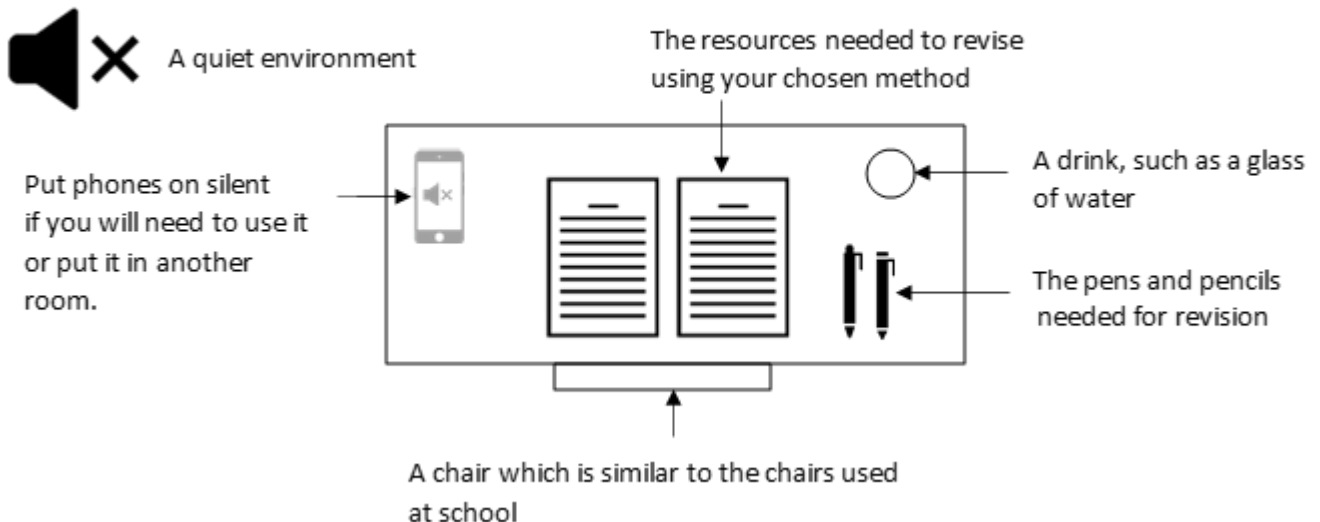 A quiet environment
The resources needed to revise
using your chosen method
Put phones on silent
if you will need to use it
or put it in another
room.
A drink, such as a glass
of water
The pens and pencils
needed for revision
A chair which is similar to the chairs used
at school